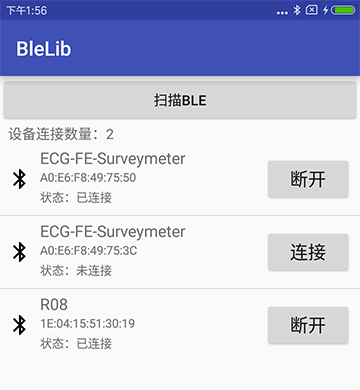 下午1:56
BleLib
扫描BLE
设备连接数量：2
ECG-FE-Surveymeter
A0:E6:F8:49:75:50
状态：已连接
断开
ECG-FE-Surveymeter
A0:E6:F8:49:75:3C
状态：未连接
连接
R08
1E:04:15:51:30:19
状态：已连接
断开